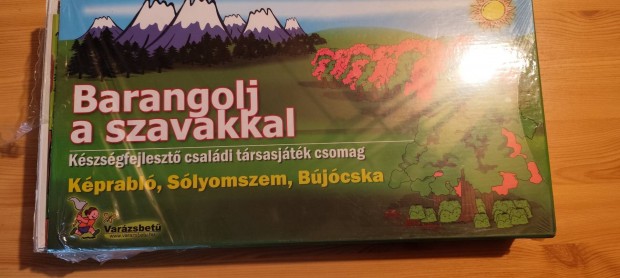 Barangolj
a szavakkal
Készségfejlesztő családi társasjáték csomag
Képrabló, Sólyomszem, Bújócska
Varázsbetű